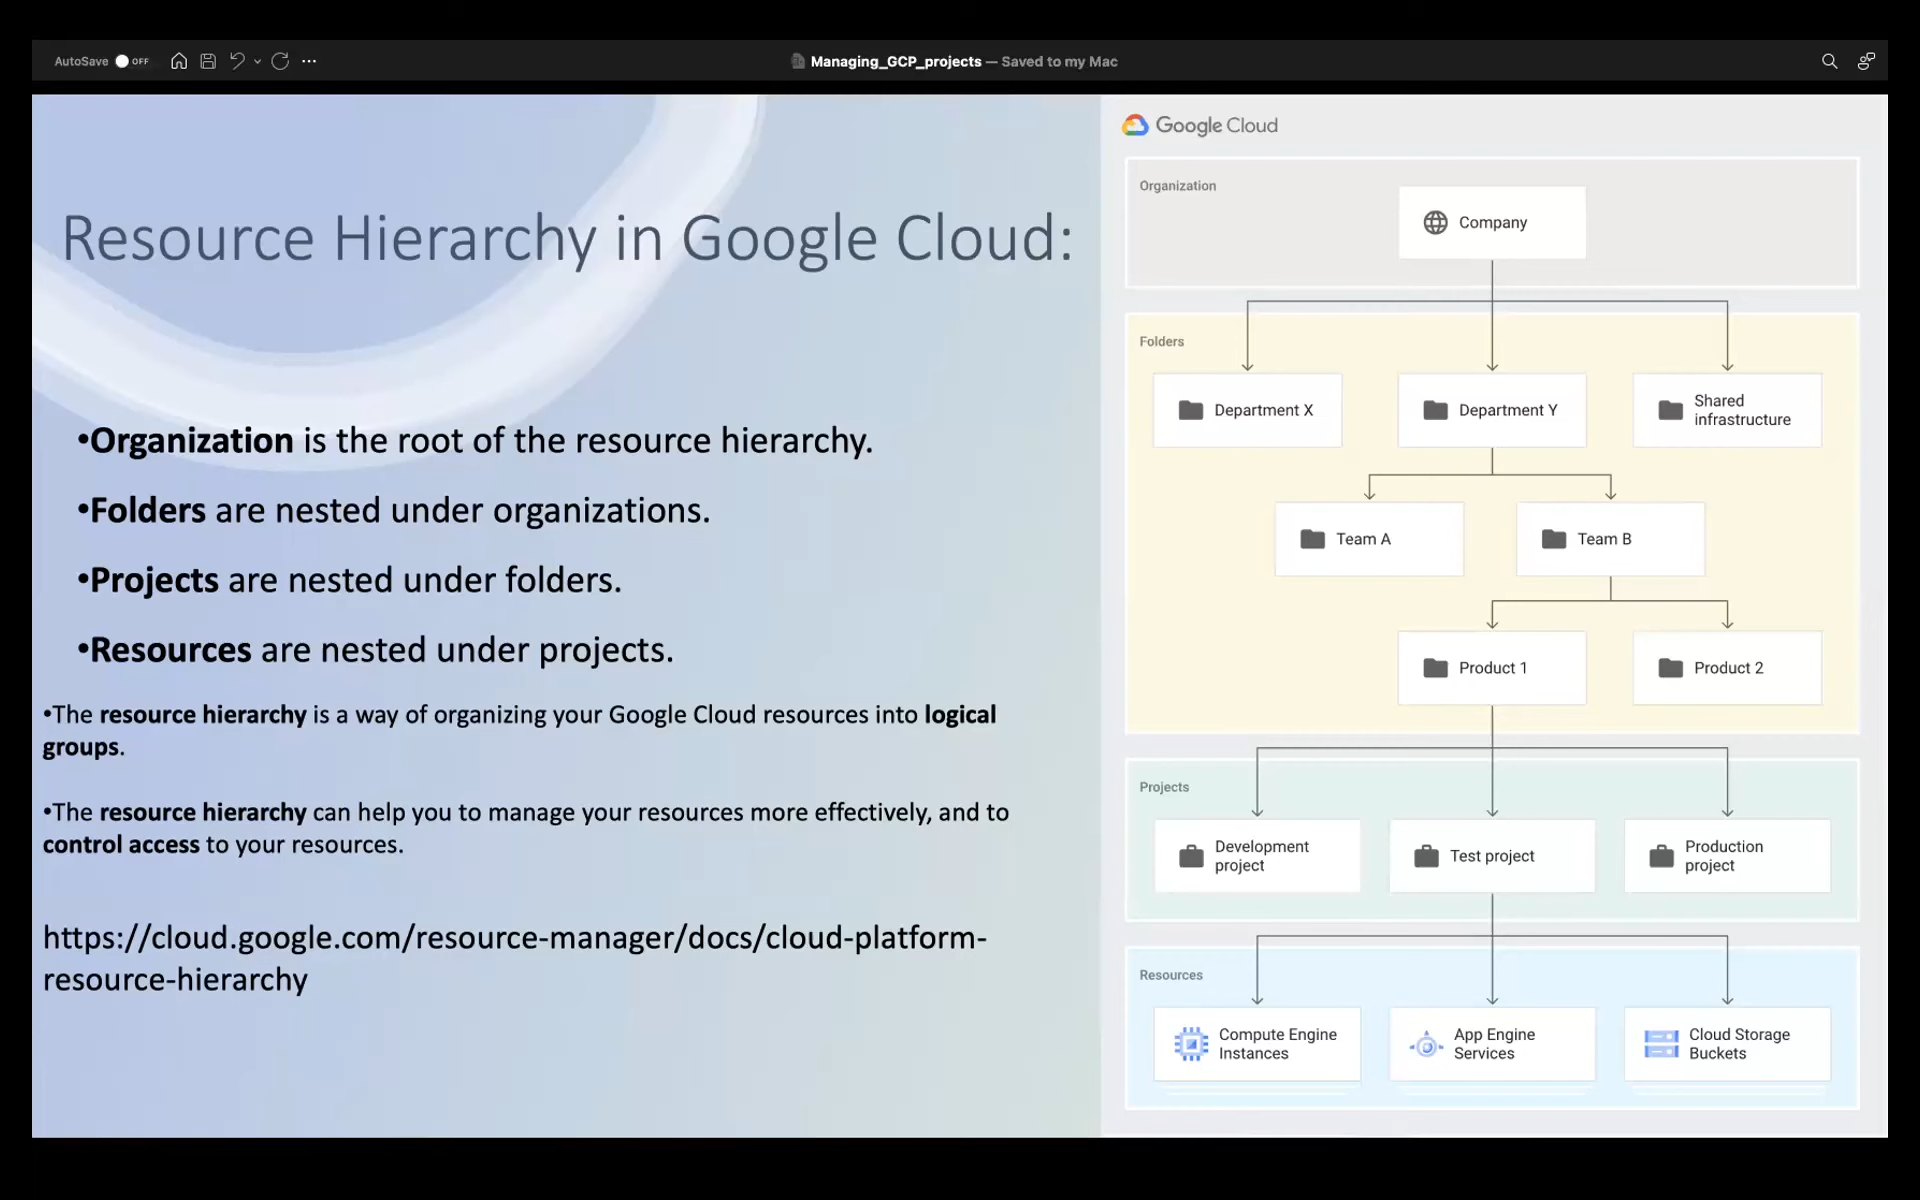 AutoSave OFF
Managing_GCP_projects — Saved to my Mac
Resource Hierarchy in Google Cloud:
•Organization is the root of the resource hierarchy.
•Folders are nested under organizations.
•Projects are nested under folders.
•Resources are nested under projects.
•The resource hierarchy is a way of organizing your Google Cloud resources into logical
groups.
•The resource hierarchy can help you to manage your resources more effectively, and to
control access to your resources.
https://cloud.google.com/resource-manager/docs/cloud-platform-
resource-hierarchy
Google Cloud
Organization
Company
Folders
Department X
Department Y
Shared
infrastructure
Team A
Team B
Product 1
Product 2
Projects
Development
project
Test project
Production
project
Resources
Compute Engine
Instances
App Engine
Services
Cloud Storage
Buckets